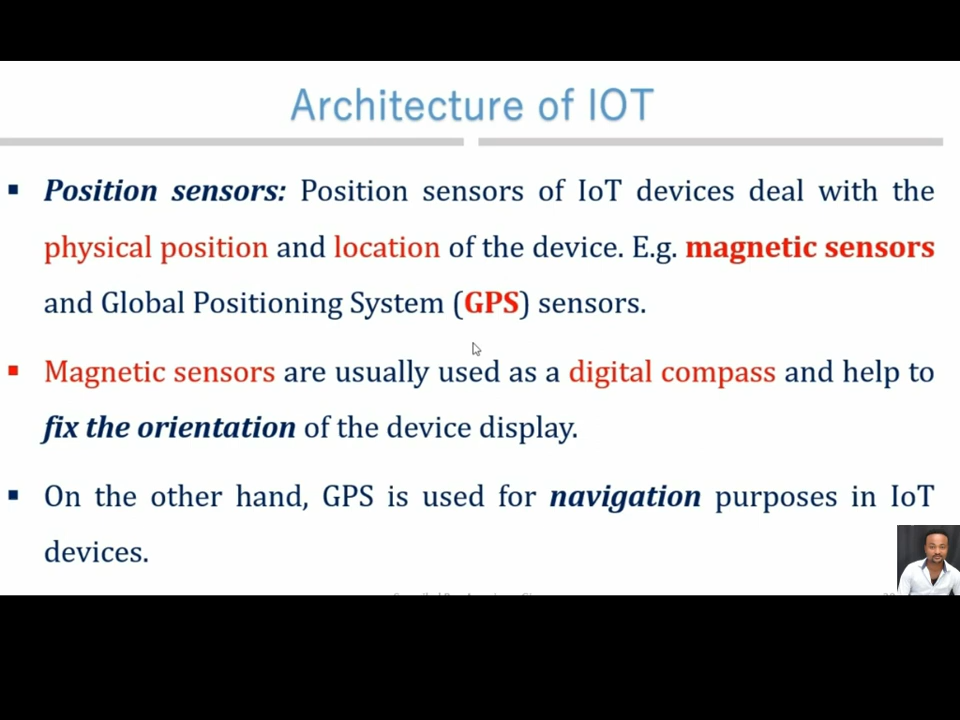 Architecture of IOT
▪ Position sensors: Position sensors of IoT devices deal with the
physical position and location of the device. E.g. magnetic sensors
and Global Positioning System (GPS) sensors.
▪ Magnetic sensors are usually used as a digital compass and help to
fix the orientation of the device display.
▪ On the other hand, GPS is used for navigation purposes in IoT
devices.